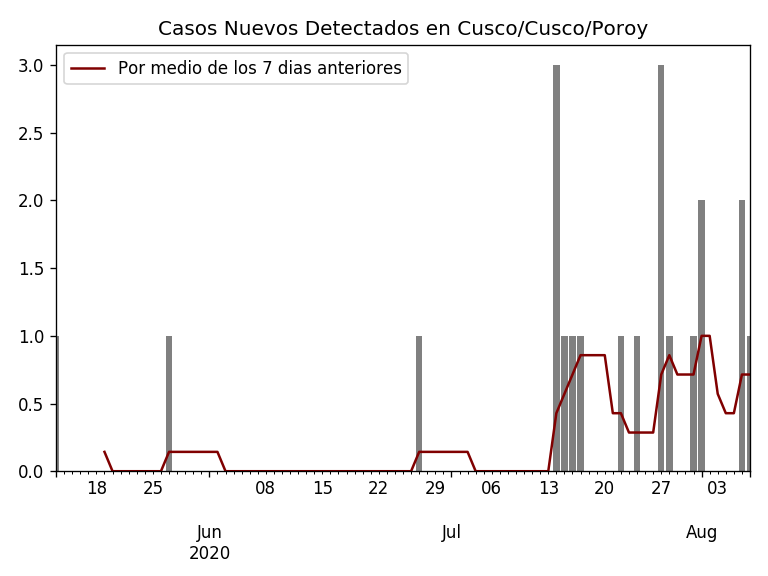 Casos Nuevos Detectados en Cusco/Cusco/Poroy
Por medio de los 7 dias anteriores
3.0
2.5
2.0
1.5
1.0
0.5
0.0
18 25 08 15 22 29 06 13 20 27 03
Jun Jul Aug
2020